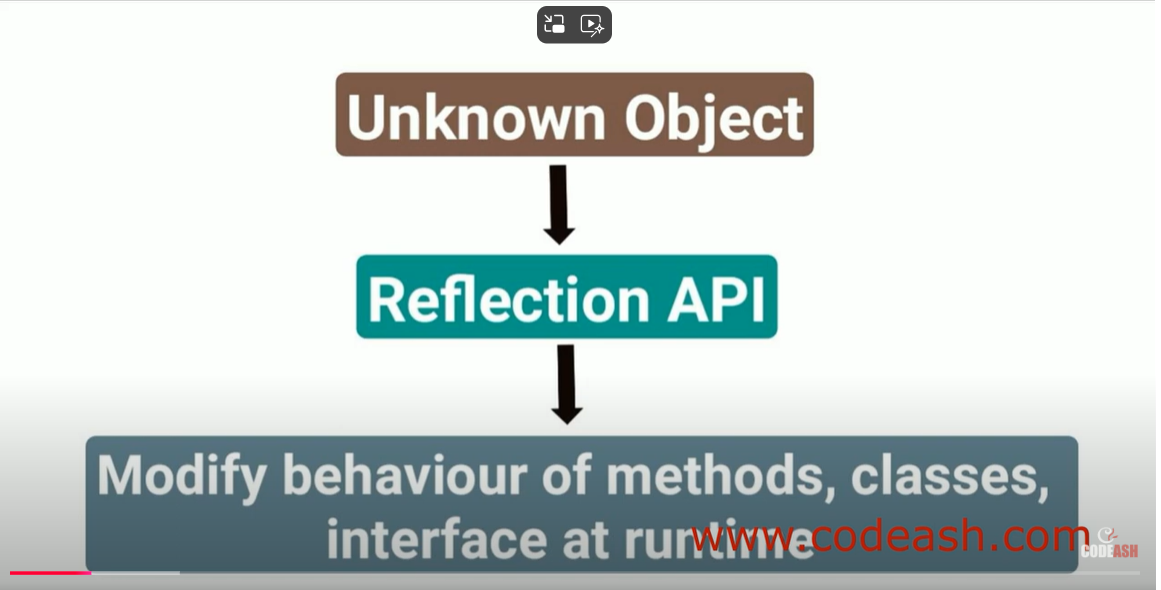 Unknown Object
Reflection API
Modify behaviour of methods, classes,
interface at runtime
www.codeash.com
CODEASH